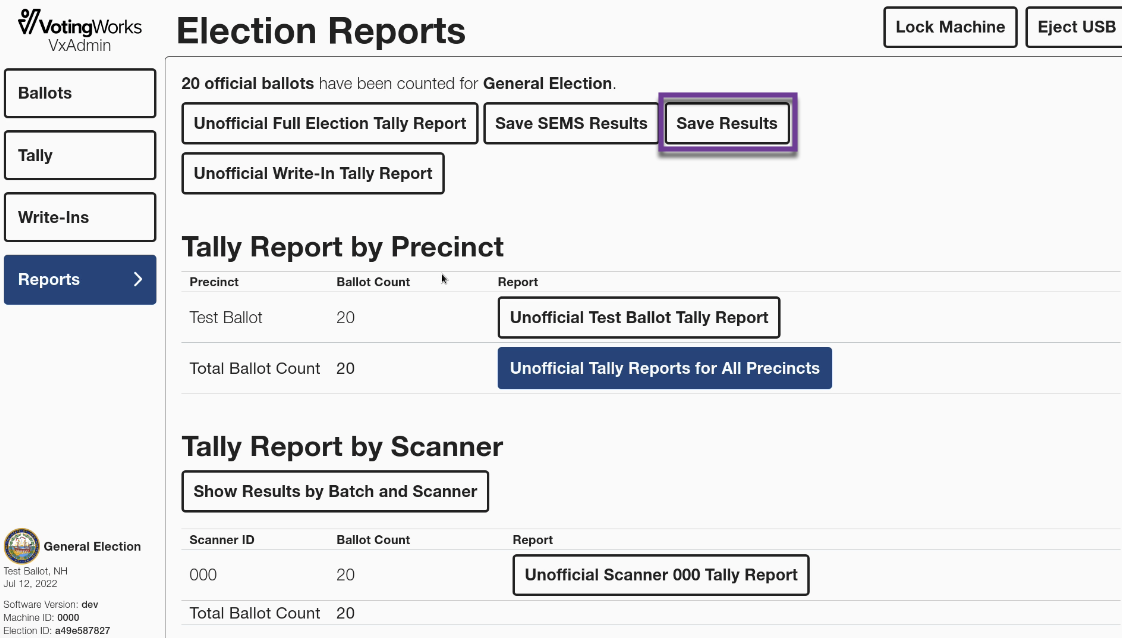 VotingWorks
VxAdmin
Election Reports
Lock Machine
Eject USB
Ballots
Tally
Write-Ins
Reports
20 official ballots have been counted for General Election.
Unofficial Full Election Tally Report
Save SEMS Results
Save Results
Unofficial Write-In Tally Report
Tally Report by Precinct
Precinct Ballot Count Report
Test Ballot 20 Unofficial Test Ballot Tally Report
Total Ballot Count 20 Unofficial Tally Reports for All Precincts
Tally Report by Scanner
Show Results by Batch and Scanner
Scanner ID Ballot Count Report
000 20 Unofficial Scanner 000 Tally Report
Total Ballot Count 20
General Election
Test Ballot, NH
Jul 12, 2022
Software Version: dev
Machine ID: 0000
Election ID: a49e587827